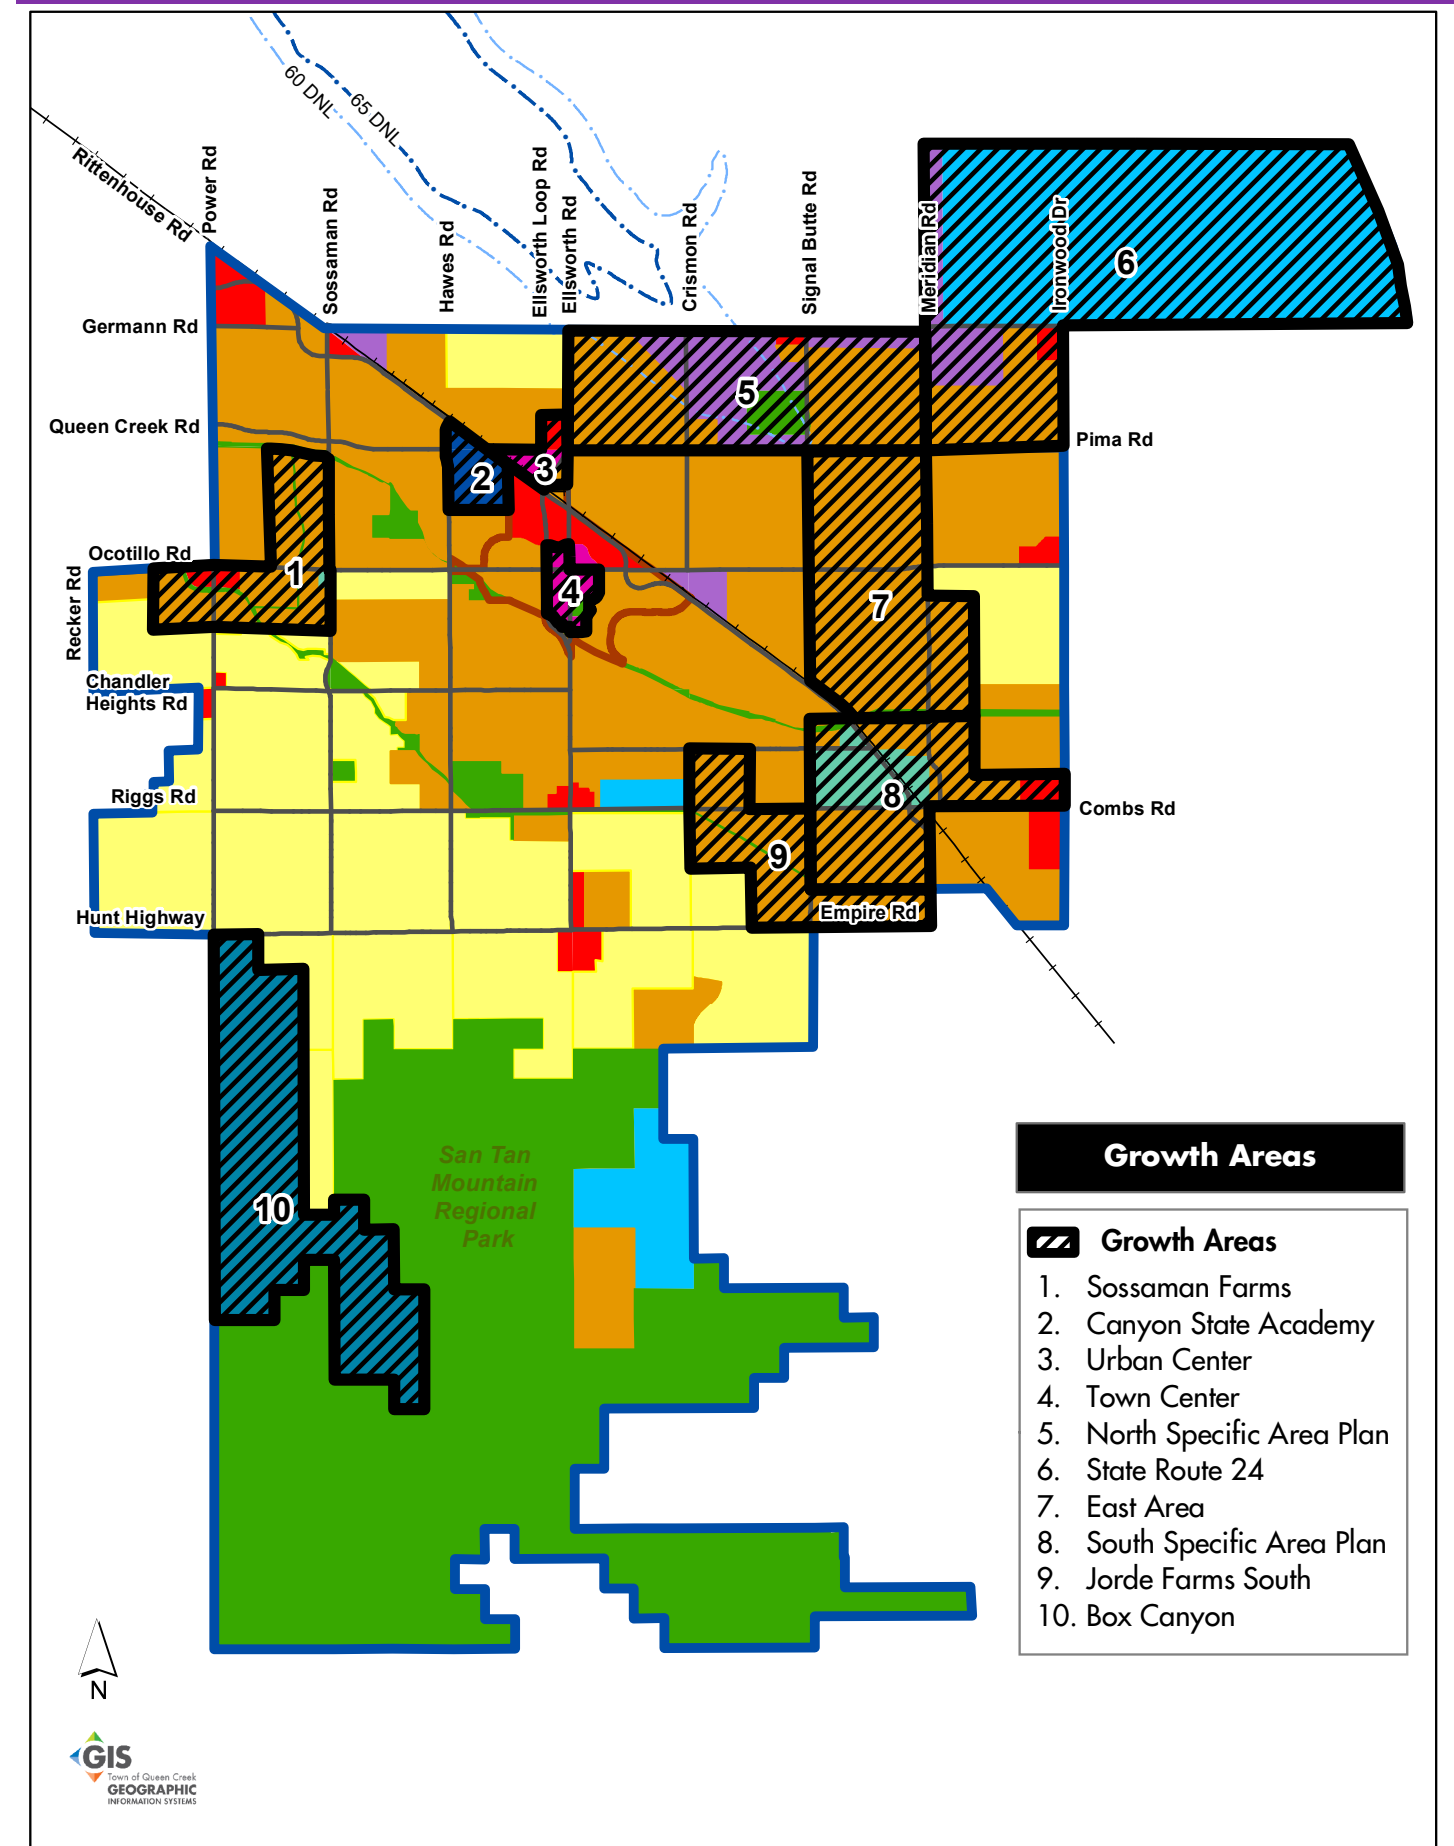 60 DNL
65 DNL
Rittenhouse Rd
Power Rd
Sossaman Rd
Hawes Rd
Ellsworth Loop Rd
Ellsworth Rd
Crismon Rd
Signal Butte Rd
Meridian Rd
Ironwood Dr
6
Germann Rd
5
Queen Creek Rd
Pima Rd
2
3
Ocotillo Rd
1
4
7
Recker Rd
Chandler
Heights Rd
Riggs Rd
8
Combs Rd
9
Hunt Highway
Empire Rd
San Tan
Mountain
Regional
Park
10
Growth Areas
Growth Areas
1. Sossaman Farms
2. Canyon State Academy
3. Urban Center
4. Town Center
5. North Specific Area Plan
6. State Route 24
7. East Area
8. South Specific Area Plan
9. Jorde Farms South
10. Box Canyon
N
GIS
Town of Queen Creek
GEOGRAPHIC
INFORMATION SYSTEMS